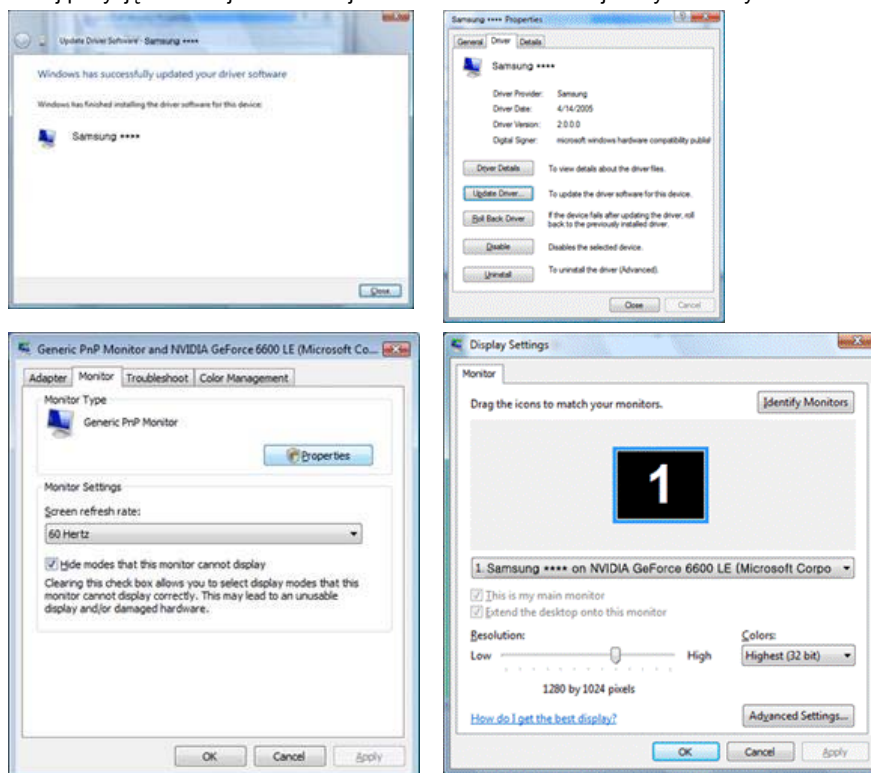 Update Driver Software - Samsung ****
Windows has successfully updated your driver software
Windows has finished installing the driver software for this device:
Samsung ****
Close
Samsung **** Properties
General Driver Details
Samsung ****
Driver Provider: Samsung
Driver Date: 4/14/2005
Driver Version: 2.0.0.0
Digital Signer: microsoft windows hardware compatibility publis
Driver Details To view details about the driver files.
Update Driver... To update the driver software for this device.
Roll Back Driver If the device fails after updating the driver, roll
back to the previously installed driver.
Disable Disables the selected device.
Uninstall To uninstall the driver (Advanced).
Close Cancel
Generic PnP Monitor and NVIDIA GeForce 6600 LE (Microsoft Co...
Adapter Monitor Troubleshoot Color Management
Monitor Type
Generic PnP Monitor
Properties
Monitor Settings
Screen refresh rate:
60 Hertz
Hide modes that this monitor cannot display
Clearing this check box allows you to select display modes that this
monitor cannot display correctly. This may lead to an unusable
display and/or damaged hardware.
OK Cancel Apply
Display Settings
Monitor
Drag the icons to match your monitors.
Identify Monitors
1
1. Samsung **** on NVIDIA GeForce 6600 LE (Microsoft Corpo
This is my main monitor
Extend the desktop onto this monitor
Resolution: Colors:
Low High Highest (32 bit)
1280 by 1024 pixels
How do I get the best display? Advanced Settings...
OK Cancel Apply